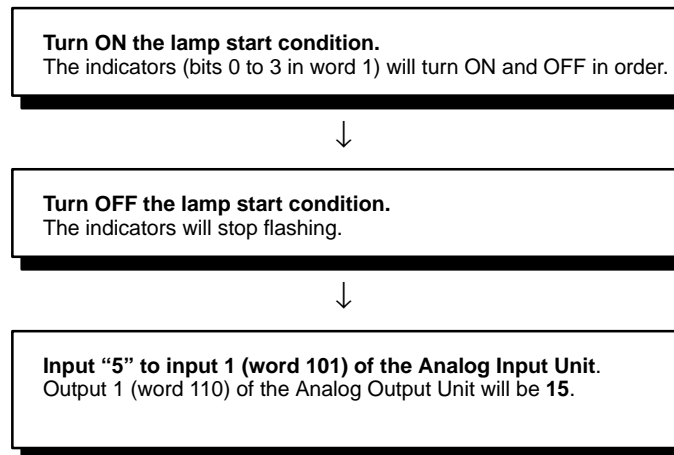 Turn ON the lamp start condition.
The indicators (bits 0 to 3 in word 1) will turn ON and OFF in order.
↓
Turn OFF the lamp start condition.
The indicators will stop flashing.
↓
Input “5” to input 1 (word 101) of the Analog Input Unit.
Output 1 (word 110) of the Analog Output Unit will be 15.